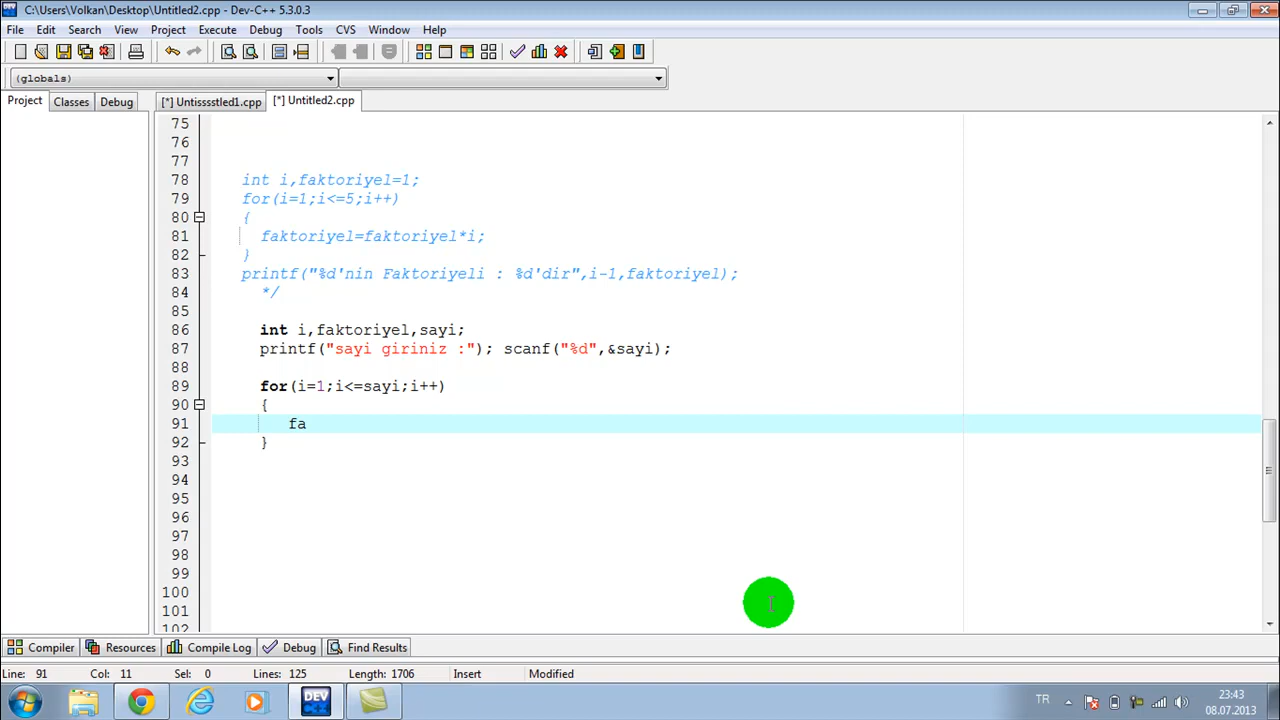 C:\Users\Volkan\Desktop\Untitled2.cpp - Dev-C++ 5.3.0.3
File Edit Search View Project Execute Debug Tools CVS Window Help
(globals)
Project Classes Debug [*] Untisssstled1.cpp [*] Untitled2.cpp
75
76
77
78 int i,faktoriyel=1;
79 for(i=1;i<=5;i++)
80 {
81 faktoriyel=faktoriyel*i;
82 }
83 printf("%d'nin Faktoriyeli : %d'dir",i-1,faktoriyel);
84 */
85
86 int i,faktoriyel,sayi;
87 printf("sayi giriniz :"); scanf("%d",&sayi);
88
89 for(i=1;i<=sayi;i++)
90 {
91 fa
92 }
93
94
95
96
97
98
99
100
101
102
Compiler Resources Compile Log Debug Find Results
Line: 91 Col: 11 Sel: 0 Lines: 125 Length: 1706 Insert Modified
DEV TR 23:43
08.07.2013